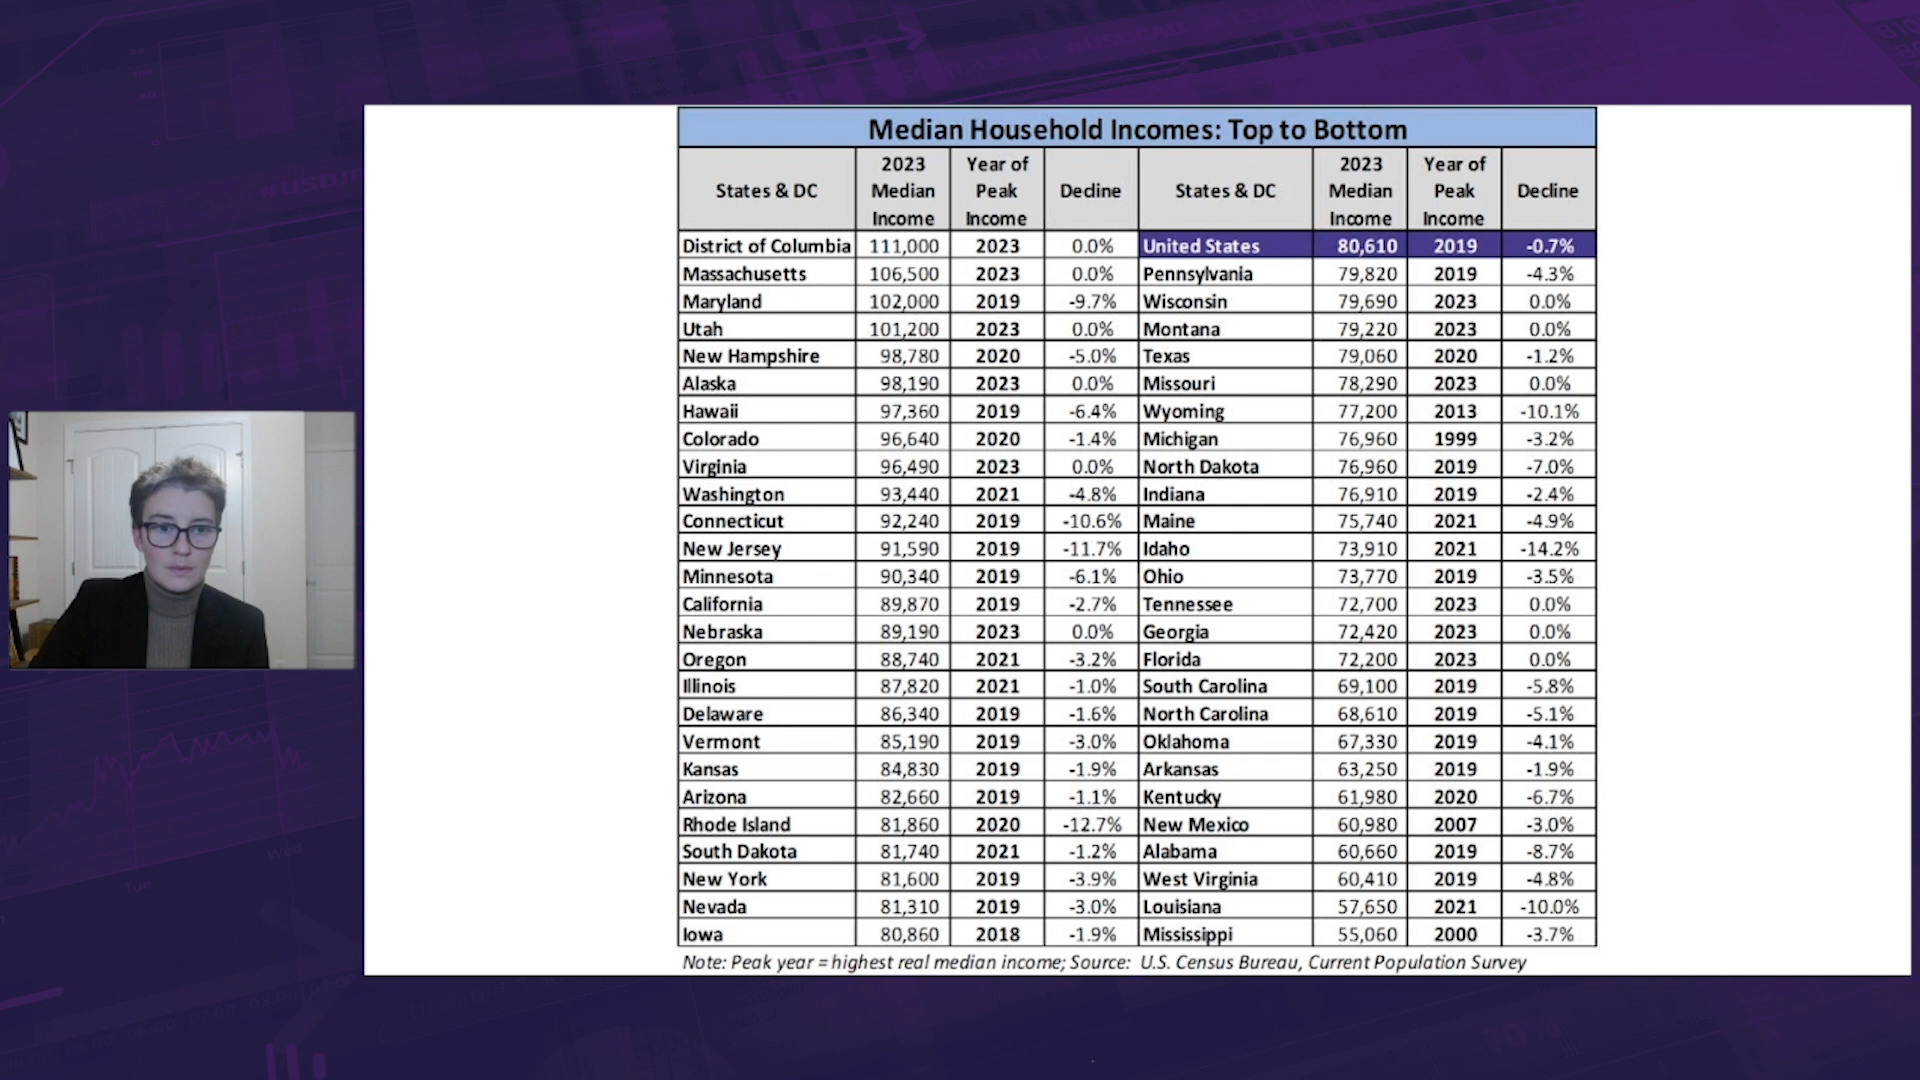 Median Household Incomes: Top to Bottom
States & DC 2023 Median Income Year of Peak Income Decline States & DC 2023 Median Income Year of Peak Income Decline
District of Columbia 111,000 2023 0.0% United States 80,610 2019 -0.7%
Massachusetts 106,500 2023 0.0% Pennsylvania 79,820 2019 -4.3%
Maryland 102,000 2019 -9.7% Wisconsin 79,690 2023 0.0%
Utah 101,200 2023 0.0% Montana 79,220 2023 0.0%
New Hampshire 98,780 2020 -5.0% Texas 79,060 2020 -1.2%
Alaska 98,190 2023 0.0% Missouri 78,290 2023 0.0%
Hawaii 97,360 2019 -6.4% Wyoming 77,200 2013 -10.1%
Colorado 96,640 2020 -1.4% Michigan 76,960 1999 -3.2%
Virginia 96,490 2023 0.0% North Dakota 76,960 2019 -7.0%
Washington 93,440 2021 -4.8% Indiana 76,910 2019 -2.4%
Connecticut 92,240 2019 -10.6% Maine 75,740 2021 -4.9%
New Jersey 91,590 2019 -11.7% Idaho 73,910 2021 -14.2%
Minnesota 90,340 2019 -6.1% Ohio 73,770 2019 -3.5%
California 89,870 2019 -2.7% Tennessee 72,700 2023 0.0%
Nebraska 89,190 2023 0.0% Georgia 72,420 2023 0.0%
Oregon 88,740 2021 -3.2% Florida 72,200 2023 0.0%
Illinois 87,820 2021 -1.0% South Carolina 69,100 2019 -5.8%
Delaware 86,340 2019 -1.6% North Carolina 68,610 2019 -5.1%
Vermont 85,190 2019 -3.0% Oklahoma 67,330 2019 -4.1%
Kansas 84,830 2019 -1.9% Arkansas 63,250 2019 -1.9%
Arizona 82,660 2019 -1.1% Kentucky 61,980 2020 -6.7%
Rhode Island 81,860 2020 -12.7% New Mexico 60,980 2007 -3.0%
South Dakota 81,740 2021 -1.2% Alabama 60,660 2019 -8.7%
New York 81,600 2019 -3.9% West Virginia 60,410 2019 -4.8%
Nevada 81,310 2019 -3.0% Louisiana 57,650 2021 -10.0%
Iowa 80,860 2018 -1.9% Mississippi 55,060 2000 -3.7%
Note: Peak year = highest real median income; Source: U.S. Census Bureau, Current Population Survey
Wed
Tue